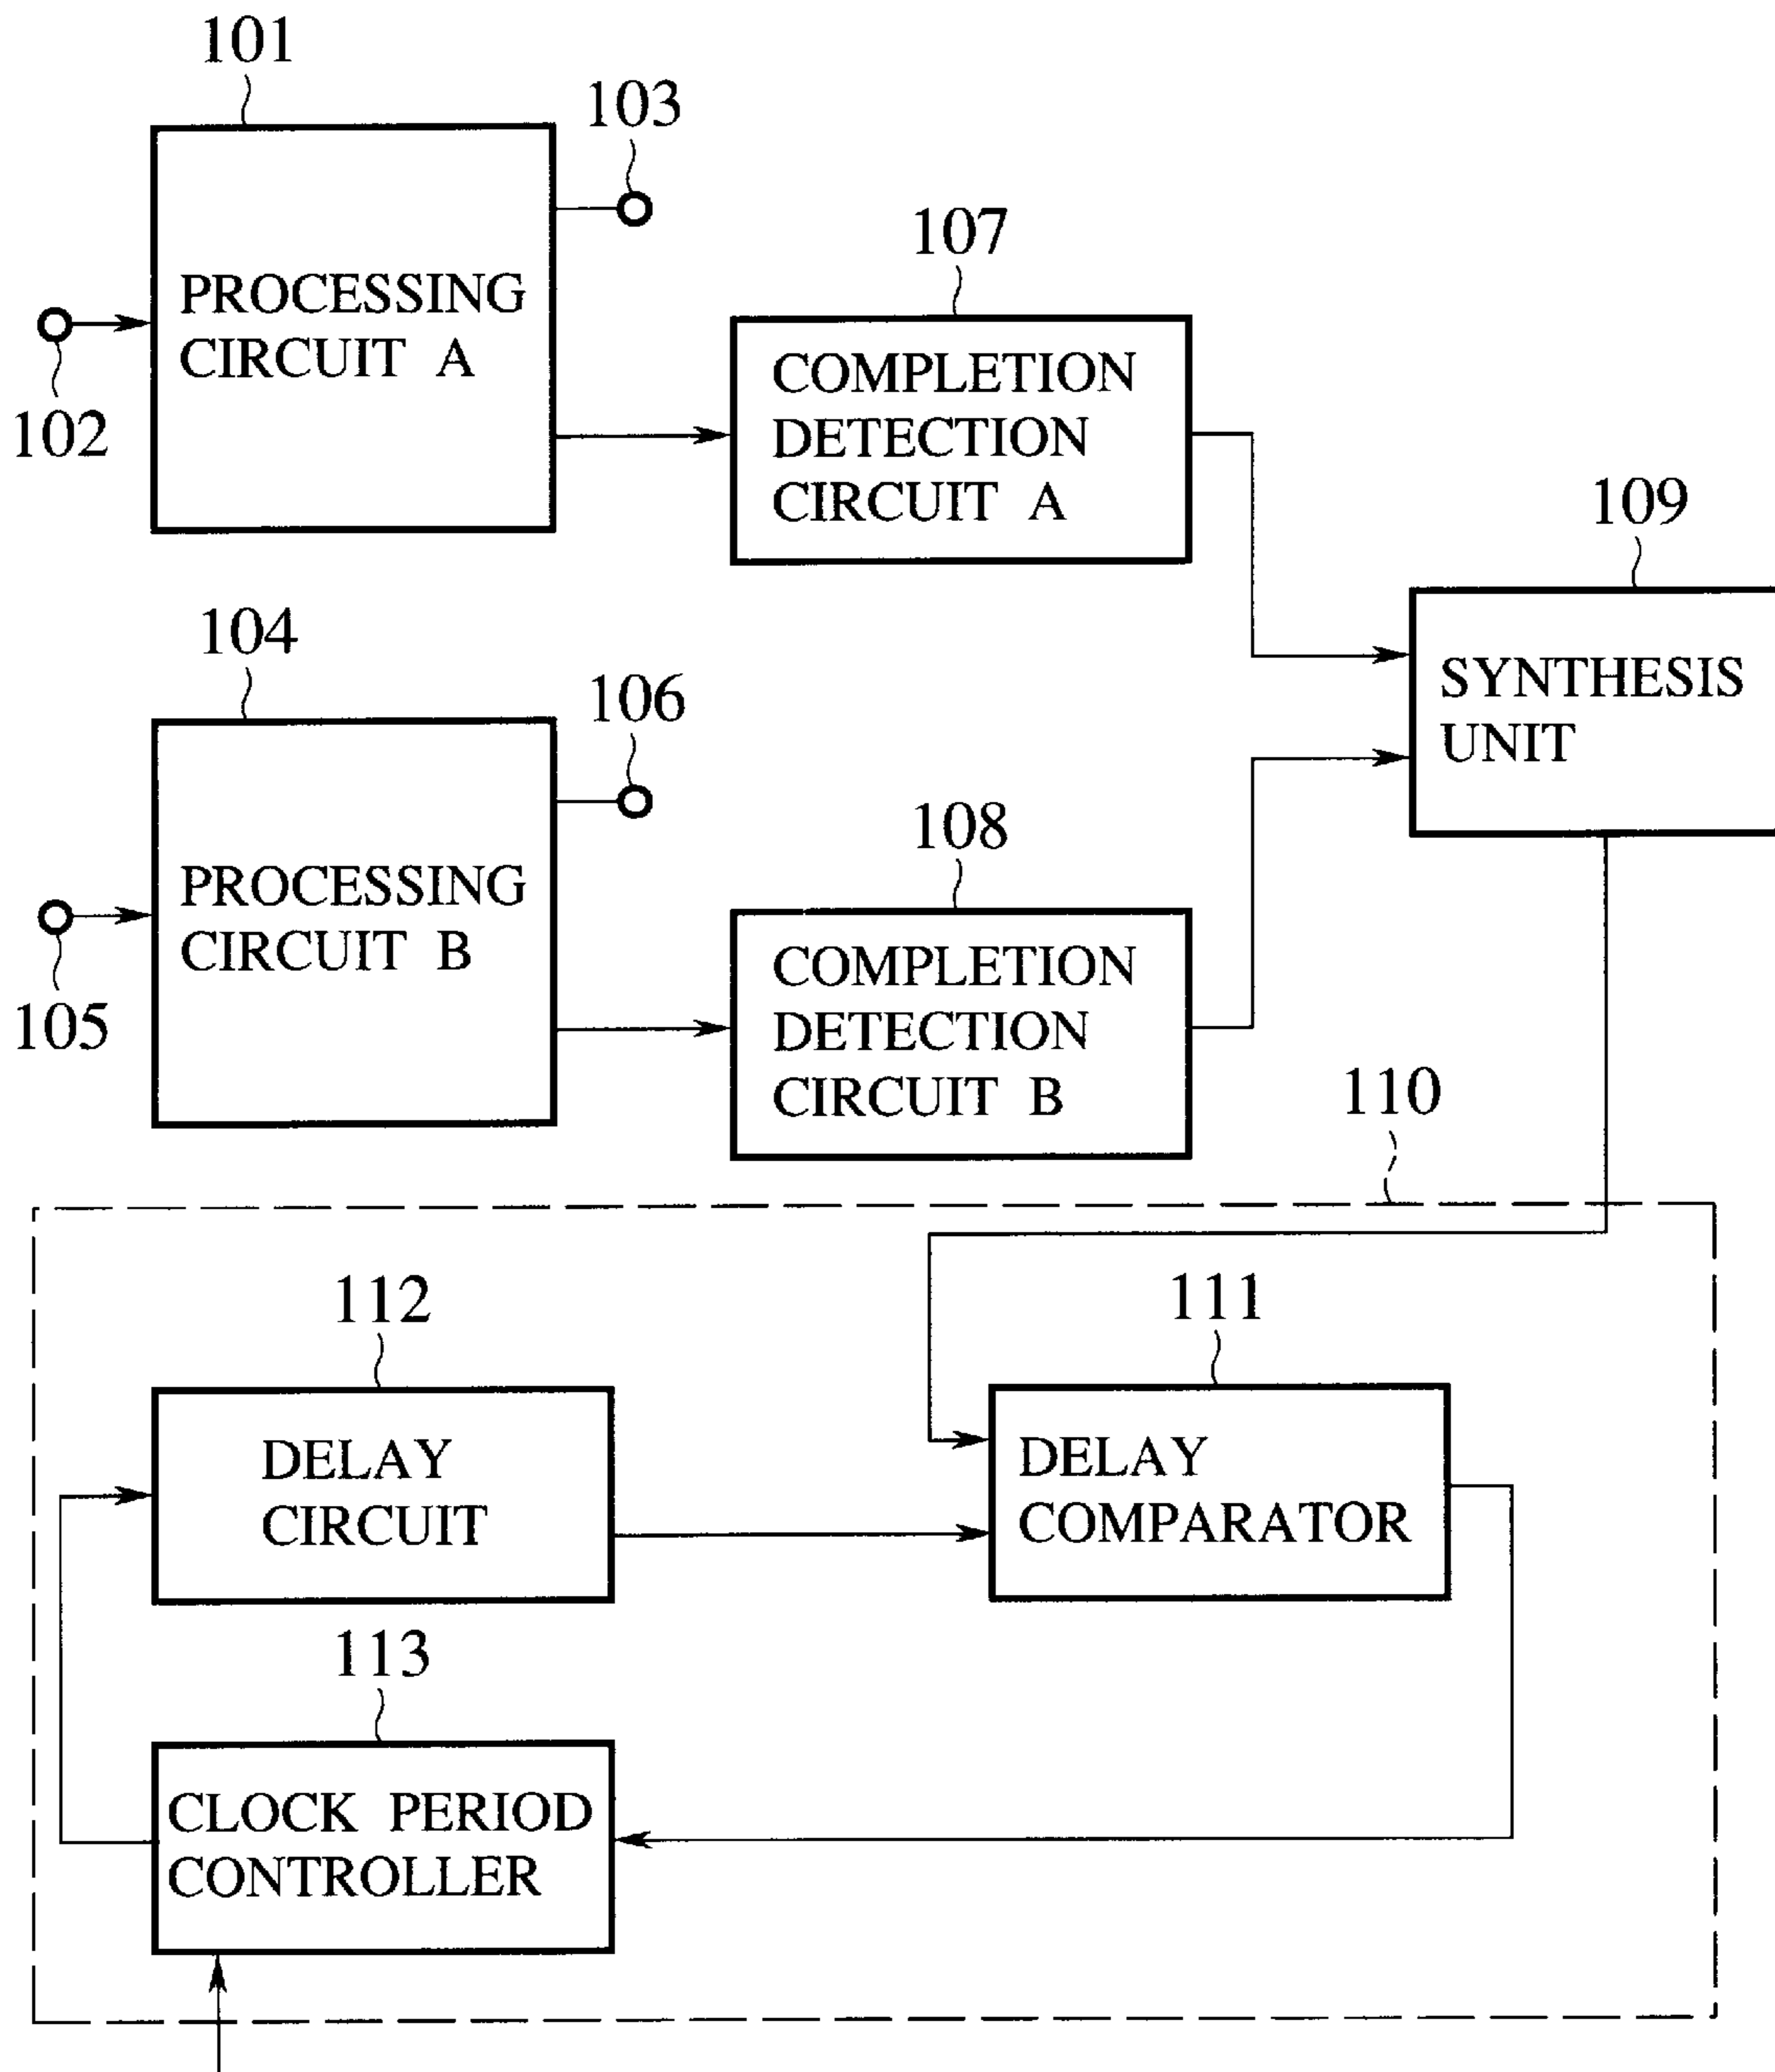 101
103
PROCESSING
CIRCUIT A
102
107
COMPLETION
DETECTION
CIRCUIT A
109
SYNTHESIS
UNIT
104
106
PROCESSING
CIRCUIT B
105
108
COMPLETION
DETECTION
CIRCUIT B
110
112
DELAY
CIRCUIT
111
DELAY
COMPARATOR
113
CLOCK PERIOD
CONTROLLER